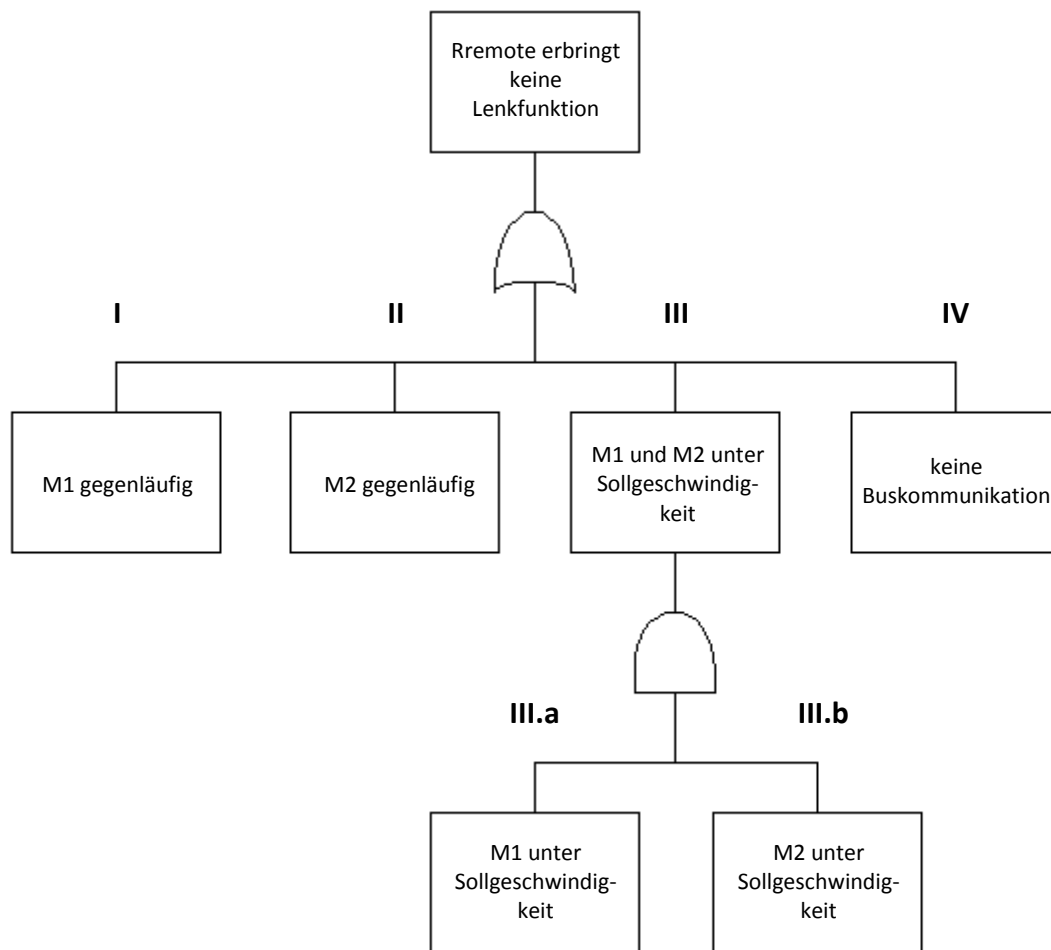 Rremote erbringt
keine
Lenkfunktion
I
II
III
IV
M1 gegenläufig
M2 gegenläufig
M1 und M2 unter
Sollgeschwindig-
keit
keine
Buskommunikation
III.a
III.b
M1 unter
Sollgeschwindig-
keit
M2 unter
Sollgeschwindig-
keit